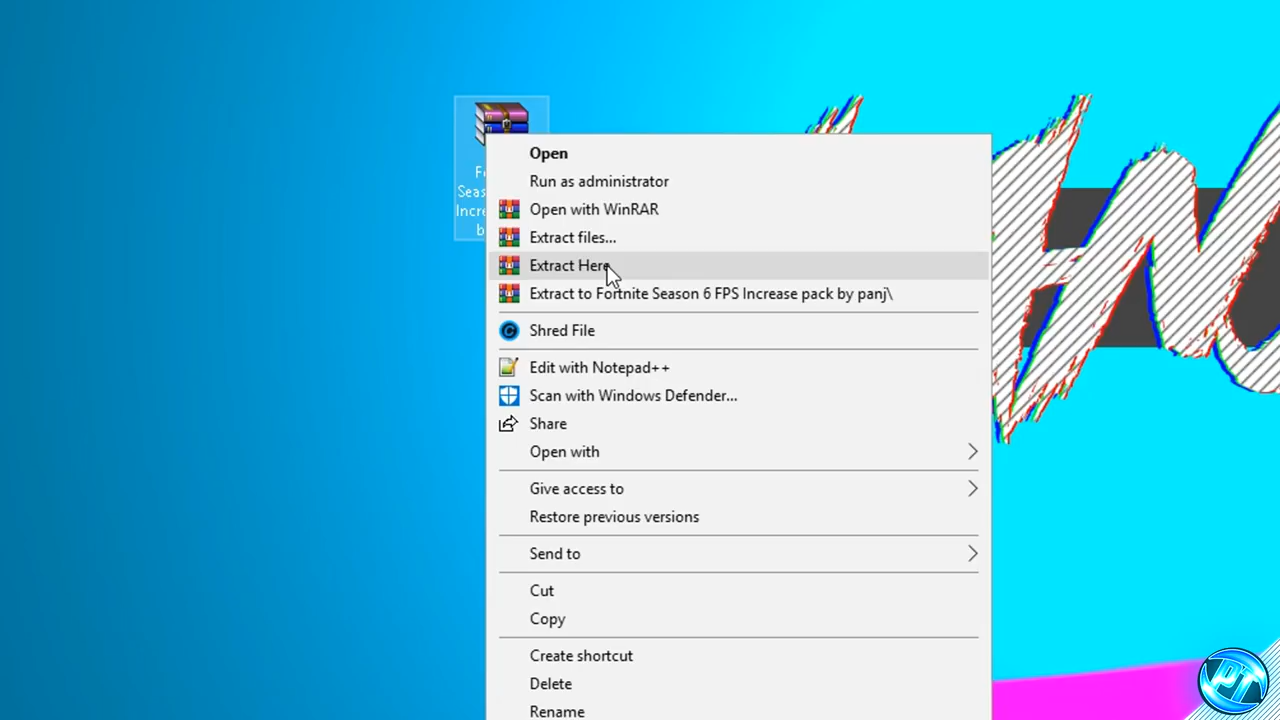 Open
Run as administrator
Open with WinRAR
Extract files...
Extract Here
Extract to Fortnite Season 6 FPS Increase pack by panj\
Shred File
Edit with Notepad++
Scan with Windows Defender...
Share
Open with
Give access to
Restore previous versions
Send to
Cut
Copy
Create shortcut
Delete
Rename
PT